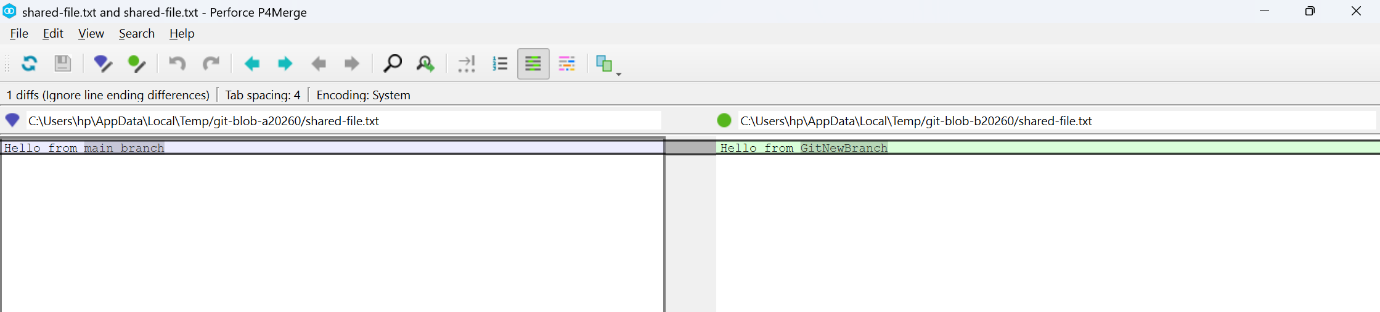 shared-file.txt and shared-file.txt - Perforce P4Merge
File Edit View Search Help
1 diffs (Ignore line ending differences) Tab spacing: 4 Encoding: System
C:\Users\hp\AppData\Local\Temp/git-blob-a20260/shared-file.txt
C:\Users\hp\AppData\Local\Temp/git-blob-b20260/shared-file.txt
Hello from main branch
Hello from GitNewBranch